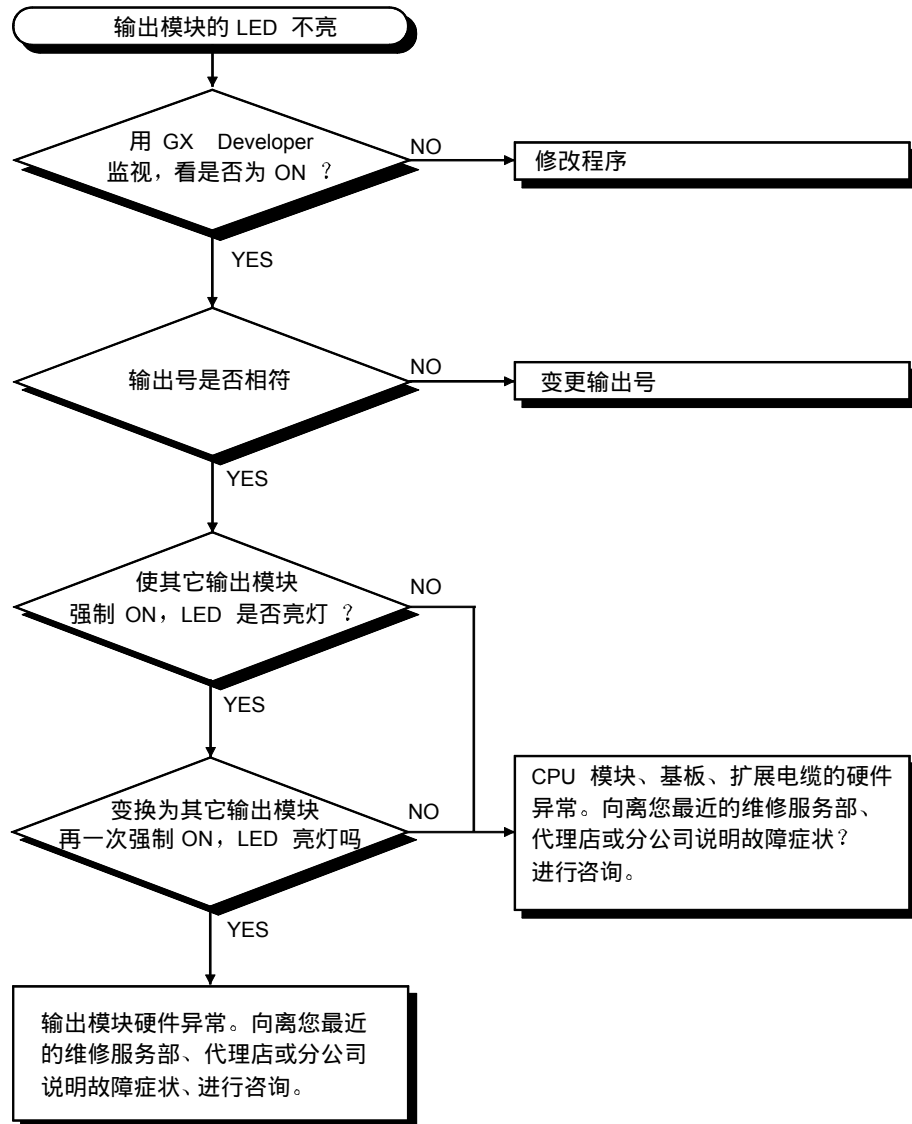 输出模块的 LED 不亮
用 GX Developer
监视，看是否为 ON ？
NO
修改程序
YES
输出号是否相符
NO
变更输出号
YES
使其它输出模块
强制 ON，LED 是否亮灯 ？
NO
YES
变换为其它输出模块
再一次强制 ON，LED 亮灯吗
NO
CPU 模块、基板、扩展电缆的硬件
异常。向离您最近的维修服务部、
代理店或分公司说明故障症状？
进行咨询。
YES
输出模块硬件异常。向离您最近
的维修服务部、代理店或分公司
说明故障症状、进行咨询。